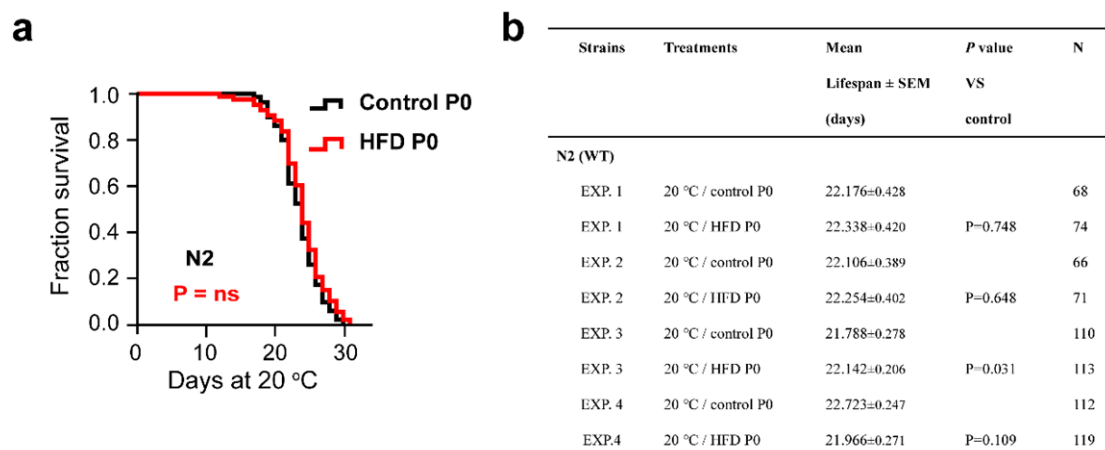 a
Fraction survival
1.0
0.8
0.6
0.4
0.2
0.0
Control P0
HFD P0
N2
P = ns
0 10 20 30
Days at 20 °C
b
Strains Treatments Mean Lifespan ± SEM (days) P value VS control N
N2 (WT)
EXP. 1 20 °C / control P0 22.176±0.428 68
EXP. 1 20 °C / HFD P0 22.338±0.420 P=0.748 74
EXP. 2 20 °C / control P0 22.106±0.389 66
EXP. 2 20 °C / HFD P0 22.254±0.402 P=0.648 71
EXP. 3 20 °C / control P0 21.788±0.278 110
EXP. 3 20 °C / HFD P0 22.142±0.206 P=0.031 113
EXP. 4 20 °C / control P0 22.723±0.247 112
EXP.4 20 °C / HFD P0 21.966±0.271 P=0.109 119